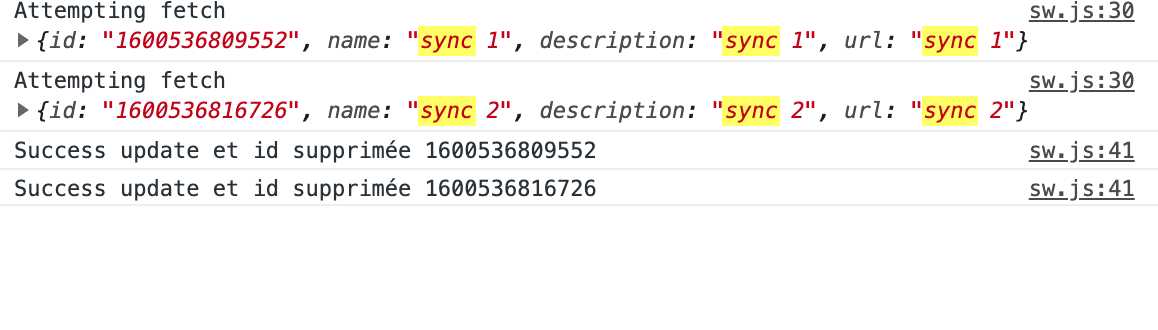 Attempting fetch sw.js:30
{id: "1600536809552", name: "sync 1", description: "sync 1", url: "sync 1"}
Attempting fetch sw.js:30
{id: "1600536816726", name: "sync 2", description: "sync 2", url: "sync 2"}
Success update et id supprimée 1600536809552 sw.js:41
Success update et id supprimée 1600536816726 sw.js:41